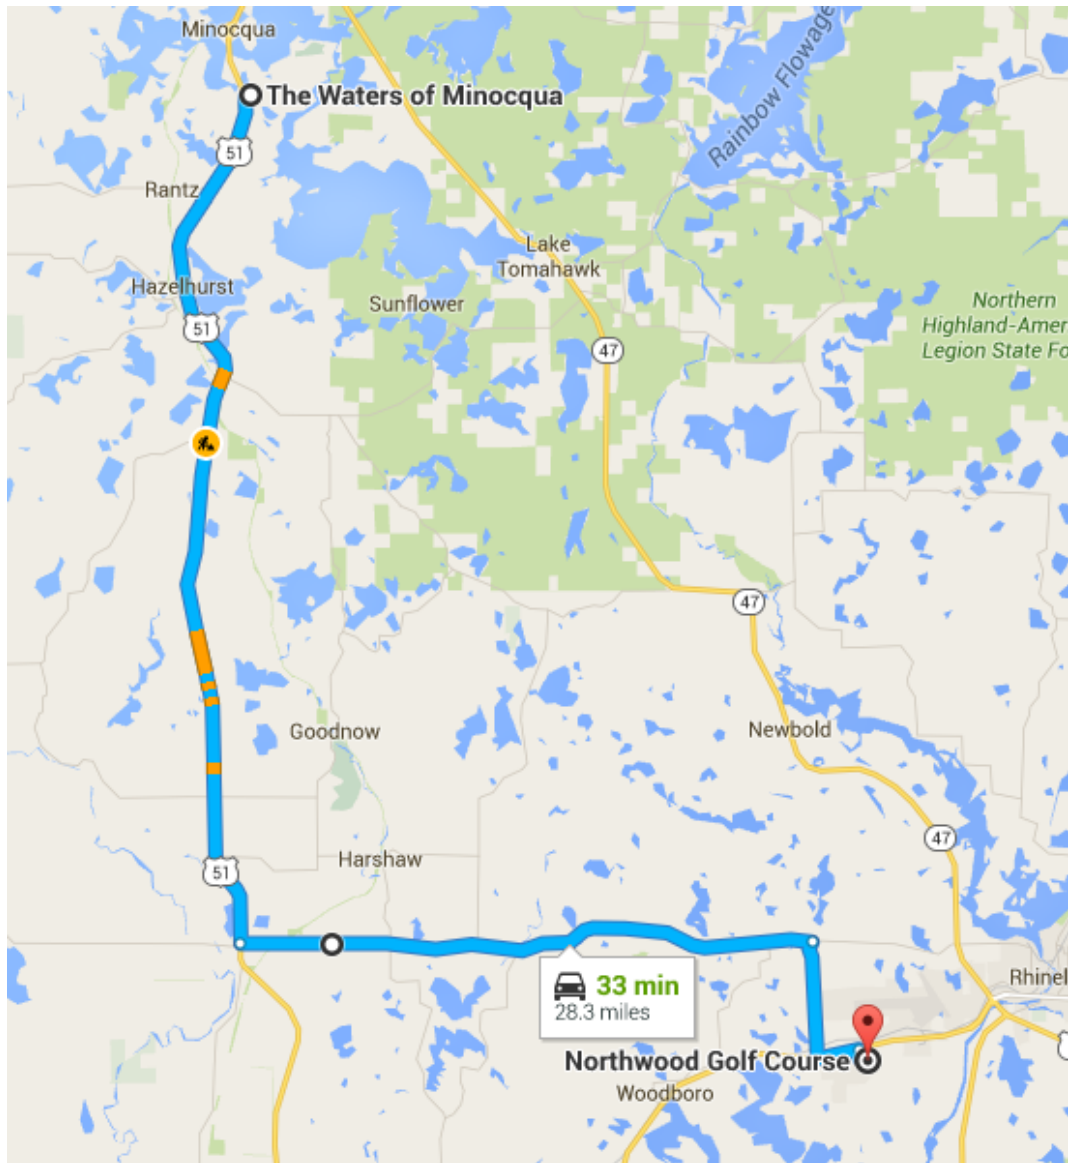 Minocqua
The Waters of Minocqua
51
Rantz
Rainbow Flowage
Lake
Tomahawk
Hazelhurst
Sunflower
Northern
Highland-Amer
Legion State Fo
51
47
47
Goodnow
Newbold
47
Harshaw
51
33 min
28.3 miles
Rhinel
Northwood Golf Course
Woodboro